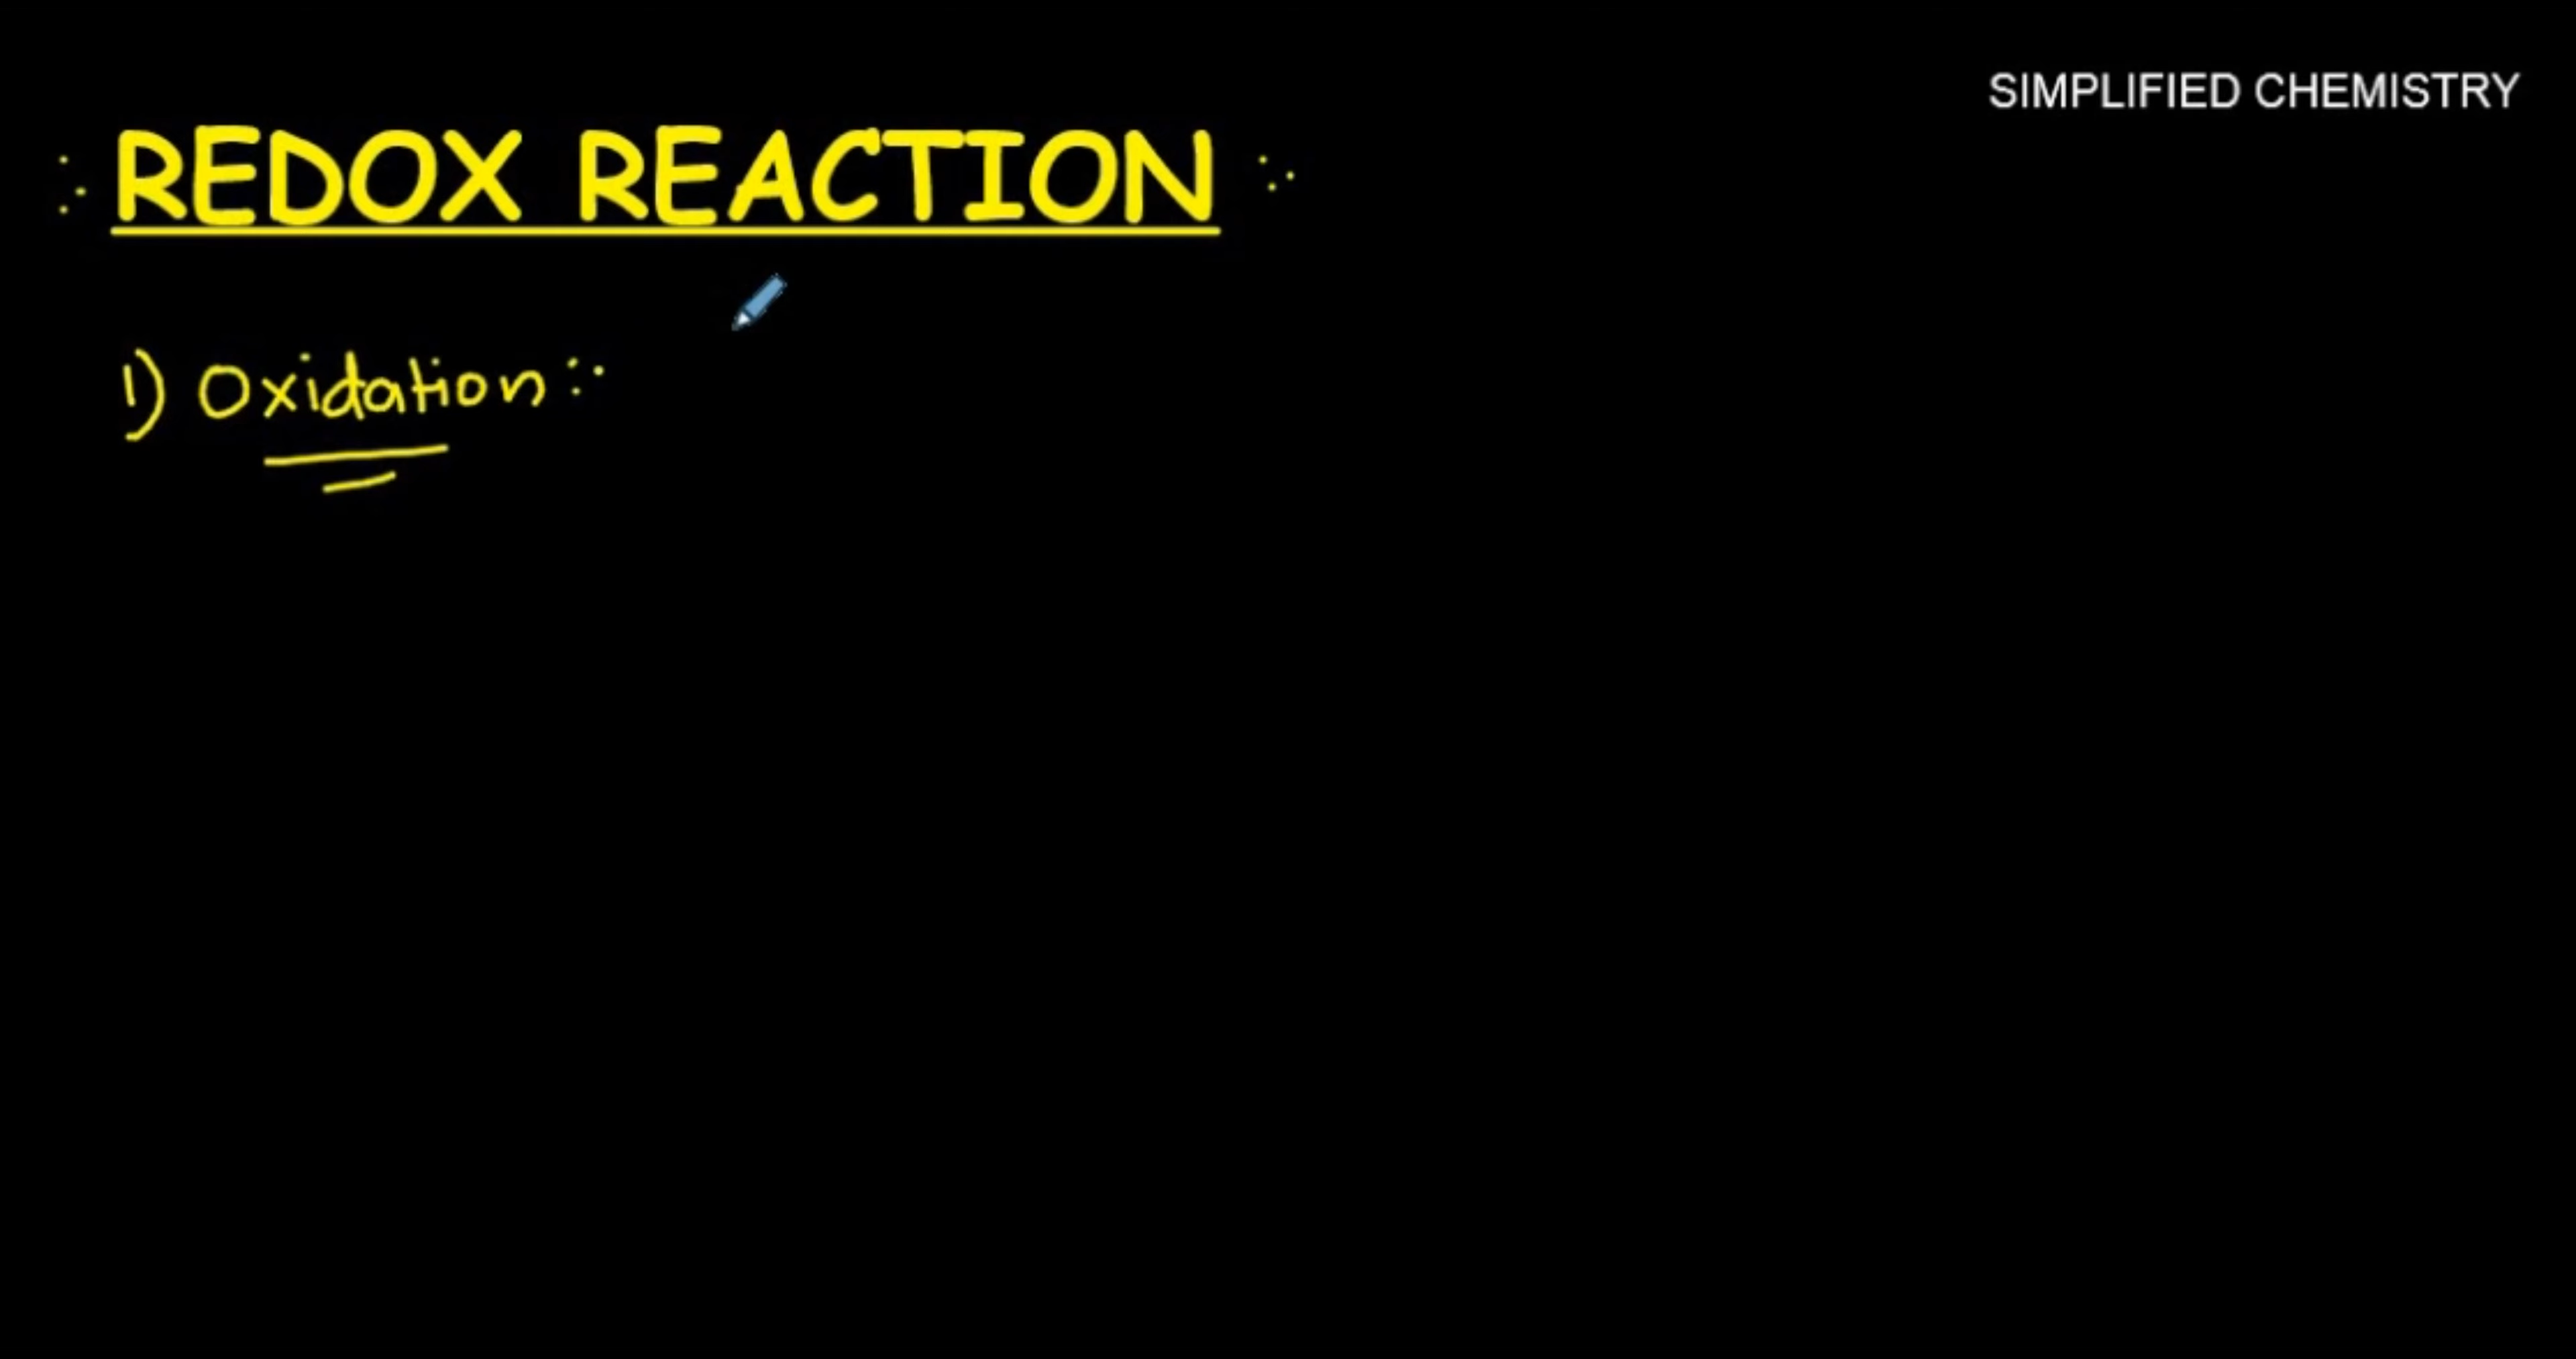 SIMPLIFIED CHEMISTRY
REDOX REACTION
1) Oxidation :-